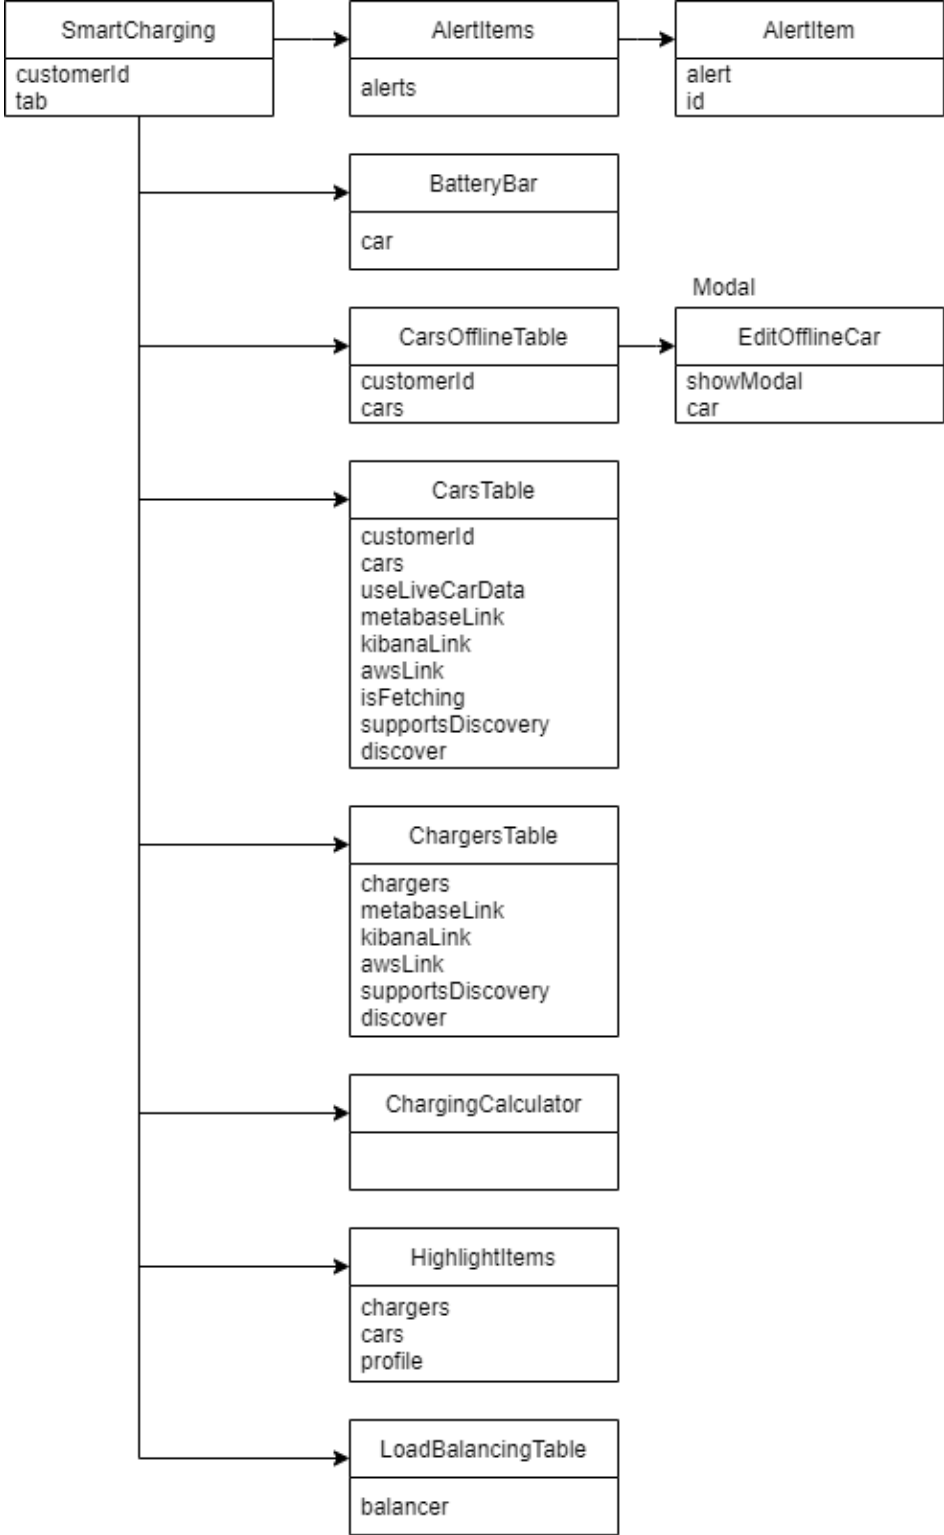 SmartCharging
customerId
tab
AlertItems
alerts
AlertItem
alert
id
BatteryBar
car
CarsOfflineTable
customerId
cars
Modal
EditOfflineCar
showModal
car
CarsTable
customerId
cars
useLiveCarData
metabaseLink
kibanaLink
awsLink
isFetching
supportsDiscovery
discover
ChargersTable
chargers
metabaseLink
kibanaLink
awsLink
supportsDiscovery
discover
ChargingCalculator
HighlightItems
chargers
cars
profile
LoadBalancingTable
balancer